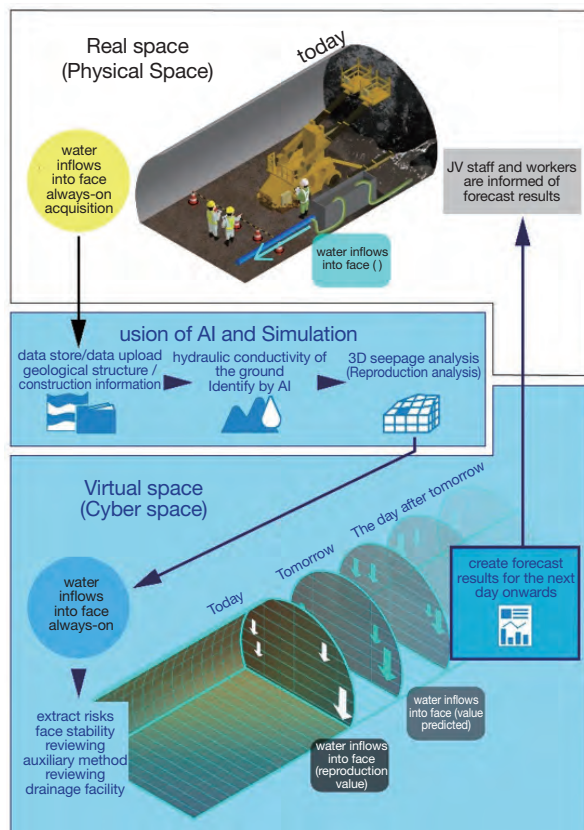 Real space
(Physical Space)
today
water
inflows
into face
always-on
acquisition
JV staff and workers
are informed of
forecast results
water inflows
into face ( )
usion of AI and Simulation
data store/data upload
geological structure /
construction information
hydraulic conductivity of
the ground
Identify by AI
3D seepage analysis
(Reproduction analysis)
Virtual space
(Cyber space)
water
inflows
into face
always-on
extract risks
face stability
reviewing
auxiliary method
reviewing
drainage facility
Today
Tomorrow
The day after tomorrow
water inflows
into face
(reproduction
value)
water inflows
into face (value
predicted)
create forecast
results for the next
day onwards